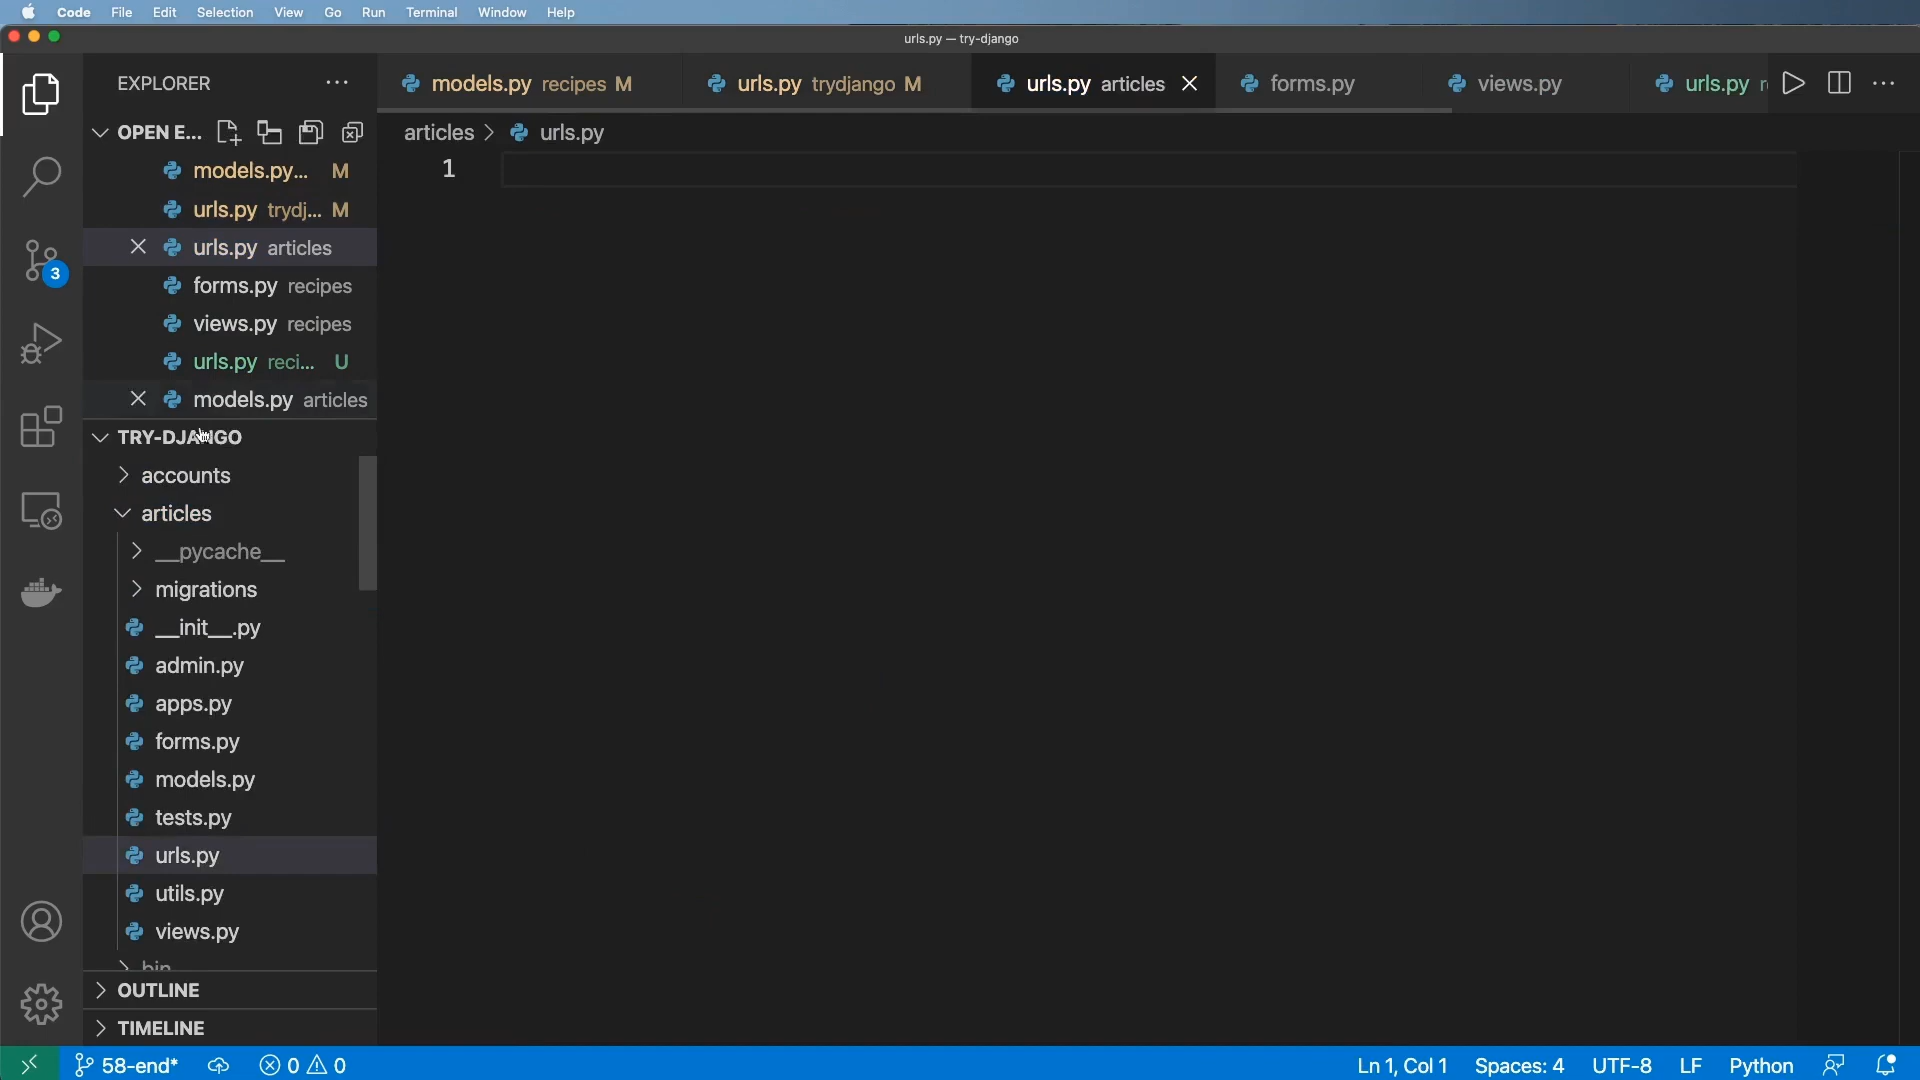 Code File Edit Selection View Go Run Terminal Window Help
urls.py — try-django
EXPLORER
models.py recipes M
urls.py trydjango M
urls.py articles
forms.py
views.py
urls.py
OPEN E...
articles > urls.py
1
models.py... M
urls.py trydj... M
urls.py articles
forms.py recipes
views.py recipes
urls.py reci... U
models.py articles
3
TRY-DJANGO
accounts
articles
__pycache__
migrations
__init__.py
admin.py
apps.py
forms.py
models.py
tests.py
urls.py
utils.py
views.py
bin
OUTLINE
TIMELINE
58-end* 0 0 Ln 1, Col 1 Spaces: 4 UTF-8 LF Python